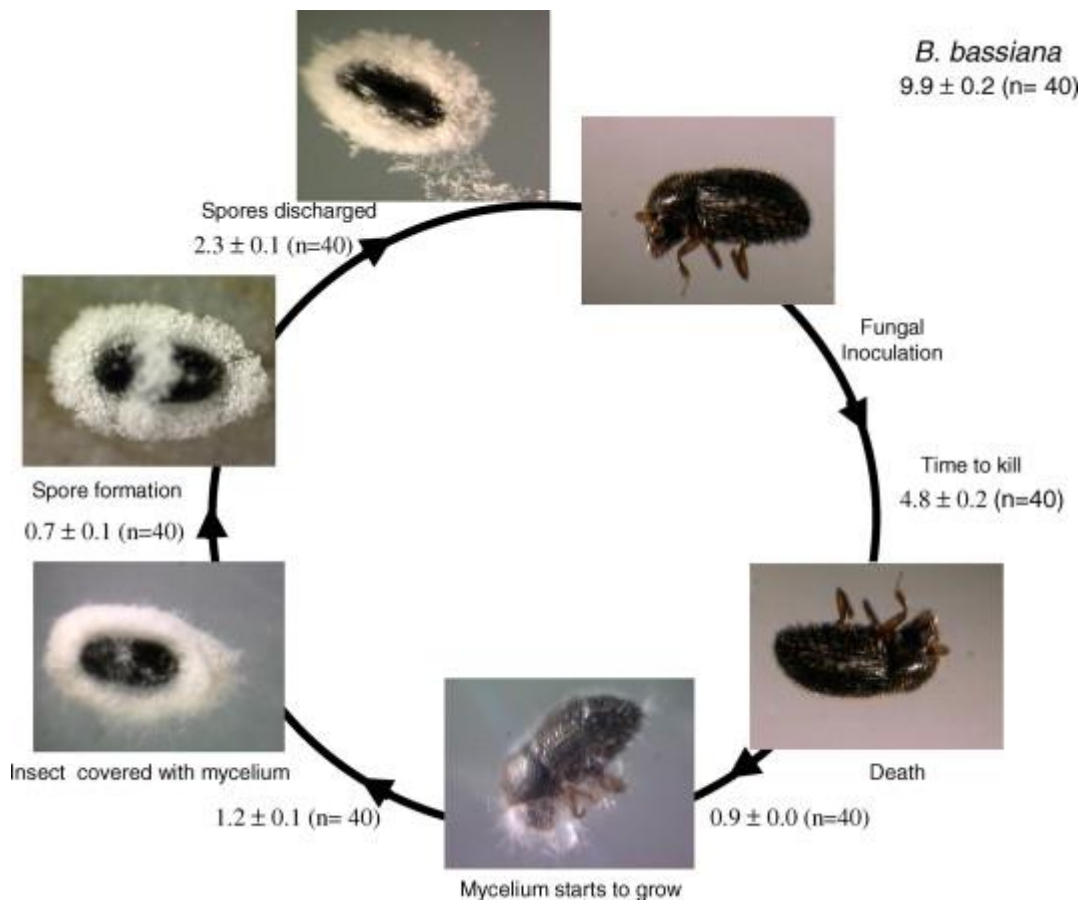 B. bassiana
9.9 ± 0.2 (n= 40)
Spores discharged
2.3 ± 0.1 (n=40)
Fungal
Inoculation
Time to kill
4.8 ± 0.2 (n=40)
Spore formation
0.7 ± 0.1 (n=40)
Insect covered with mycelium
Death
1.2 ± 0.1 (n= 40)
0.9 ± 0.0 (n=40)
Mycelium starts to grow